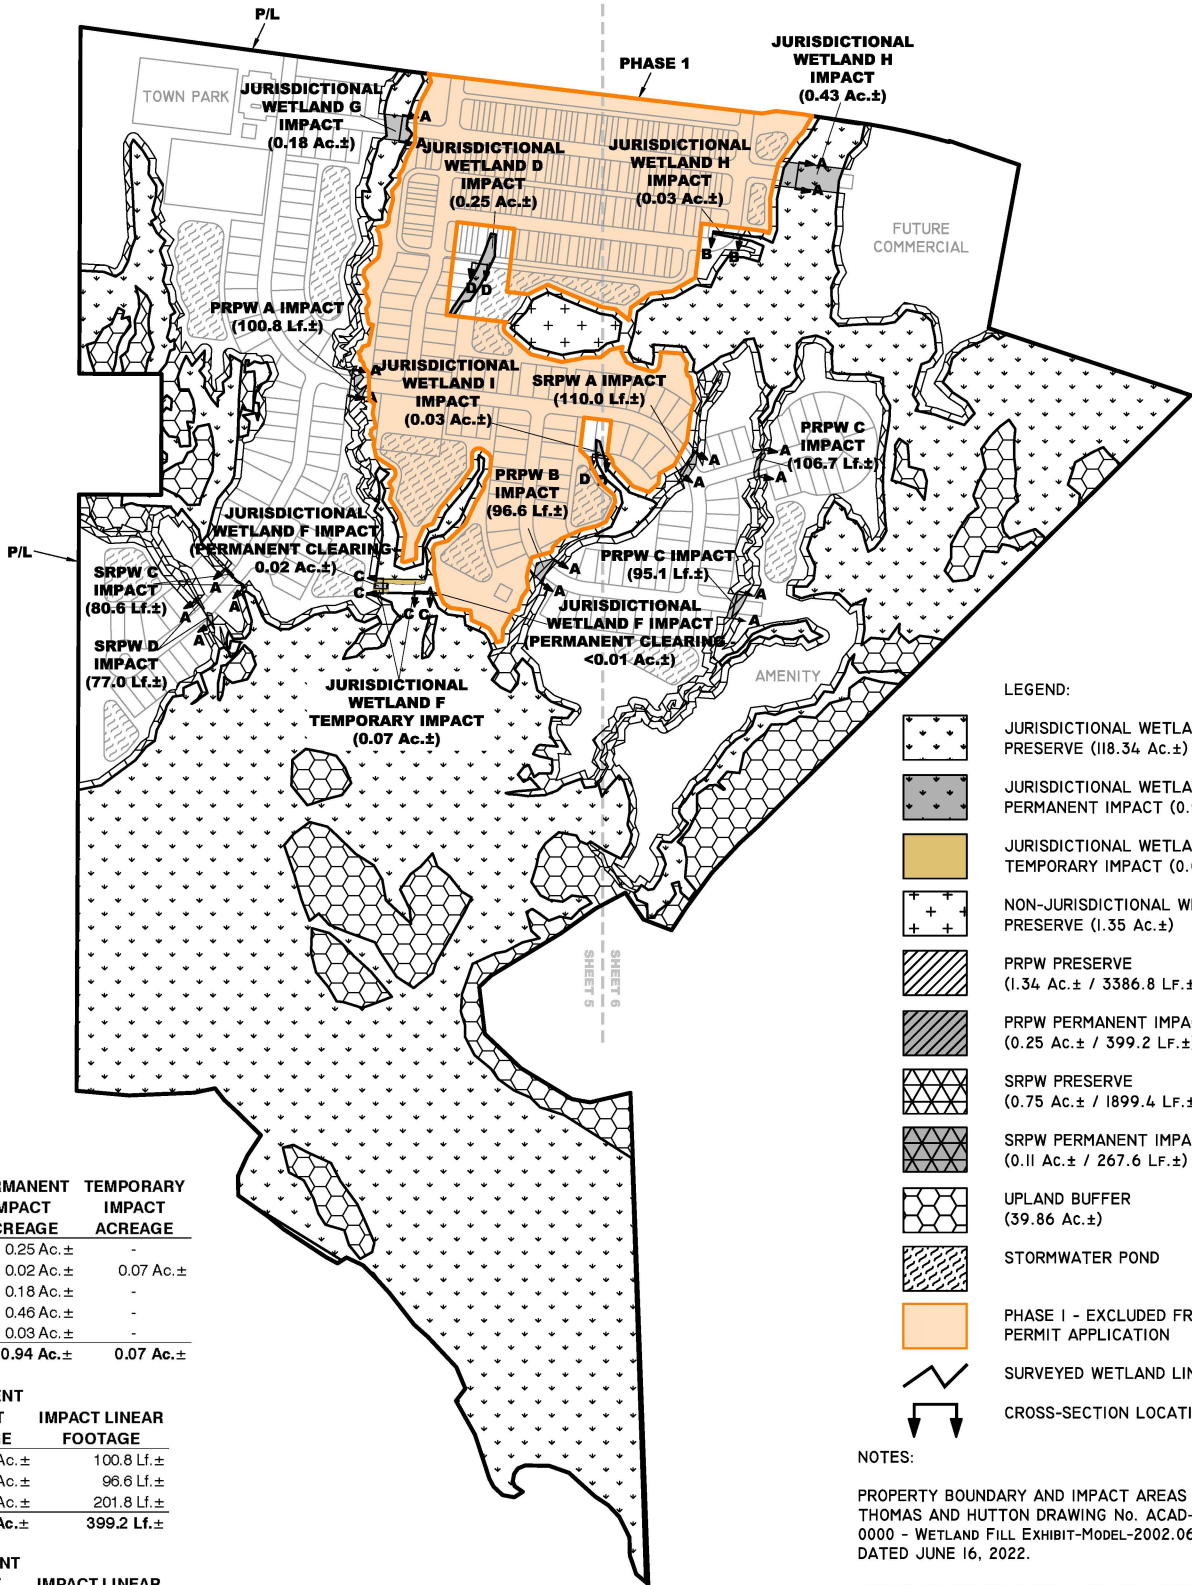 P/L
PHASE 1
JURISDICTIONAL
WETLAND H
IMPACT
(0.43 Ac.±)
TOWN PARK
JURISDICTIONAL
WETLAND G
IMPACT
(0.18 Ac.±)
A
A
JURISDICTIONAL
WETLAND D
IMPACT
(0.25 Ac.±)
JURISDICTIONAL
WETLAND H
IMPACT
(0.03 Ac.±)
A
A
FUTURE
COMMERCIAL
B
B
D
D
PRPW A IMPACT
(100.8 Lf.±)
A
A
JURISDICTIONAL
WETLAND I
IMPACT
(0.03 Ac.±)
SRPW A IMPACT
(110.0 Lf.±)
PRPW C
IMPACT
(106.7 Lf.±)
A
A
A
A
D
PRPW B
IMPACT
(96.6 Lf.±)
JURISDICTIONAL
WETLAND F IMPACT
(PERMANENT CLEARING-
0.02 Ac.±)
P/L
SRPW C
IMPACT
(80.6 Lf.±)
A
A
A
A
SRPW D
IMPACT
(77.0 Lf.±)
C
C
C
C
PRPW C IMPACT
(95.1 Lf.±)
A
A
A
A
JURISDICTIONAL
WETLAND F IMPACT
(PERMANENT CLEARING -
<0.01 Ac.±)
AMENITY
JURISDICTIONAL
WETLAND F
TEMPORARY IMPACT
(0.07 Ac.±)
SHEET 5
SHEET 6
LEGEND:
JURISDICTIONAL WETLA
PRESERVE (118.34 Ac.±)
JURISDICTIONAL WETLA
PERMANENT IMPACT (0.
JURISDICTIONAL WETLA
TEMPORARY IMPACT (0.
NON-JURISDICTIONAL W
PRESERVE (1.35 Ac.±)
PRPW PRESERVE
(1.34 Ac.± / 3386.8 LF.±
PRPW PERMANENT IMPA
(0.25 Ac.± / 399.2 LF.±
SRPW PRESERVE
(0.75 Ac.± / 1899.4 LF.±
SRPW PERMANENT IMPA
(0.11 Ac.± / 267.6 LF.±)
UPLAND BUFFER
(39.86 Ac.±)
STORMWATER POND
PHASE I - EXCLUDED FR
PERMIT APPLICATION
SURVEYED WETLAND LIN
CROSS-SECTION LOCATI
NOTES:
PROPERTY BOUNDARY AND IMPACT AREAS
THOMAS AND HUTTON DRAWING No. ACAD-
0000 - WETLAND FILL EXHIBIT-MODEL-2002.06
DATED JUNE 16, 2022.
RMANENT TEMPORARY
MPACT IMPACT
CREAGE ACREAGE
0.25 Ac.± -
0.02 Ac.± 0.07 Ac.±
0.18 Ac.± -
0.46 Ac.± -
0.03 Ac.± -
0.94 Ac.± 0.07 Ac.±
ENT
T IMPACT LINEAR
E FOOTAGE
Ac.± 100.8 Lf.±
Ac.± 96.6 Lf.±
Ac.± 201.8 Lf.±
Ac.± 399.2 Lf.±
NT
IMPACT LINEAR